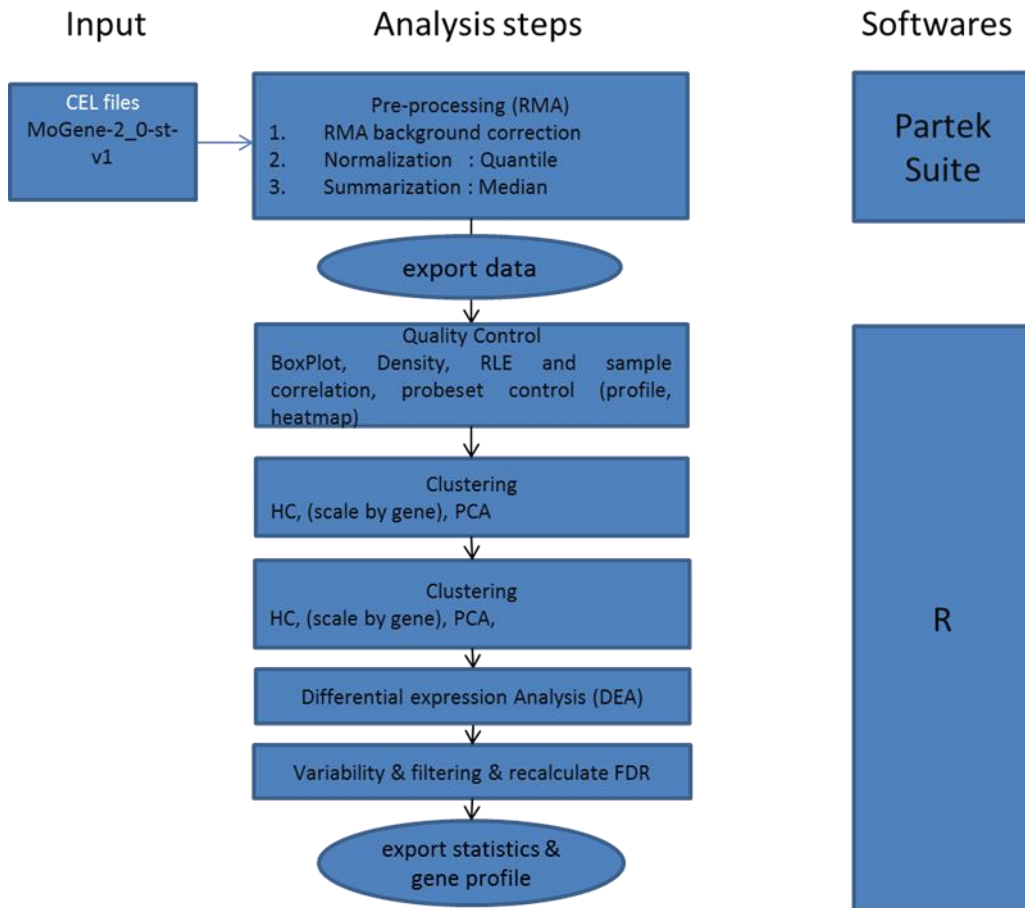 Input
Analysis steps
Softwares
CEL files
MoGene-2_0-st-
v1
Pre-processing (RMA)
1. RMA background correction
2. Normalization : Quantile
3. Summarization : Median
Partek
Suite
export data
Quality Control
BoxPlot, Density, RLE and sample
correlation, probeset control (profile,
heatmap)
Clustering
HC, (scale by gene), PCA
Clustering
HC, (scale by gene), PCA,
R
Differential expression Analysis (DEA)
Variability & filtering & recalculate FDR
export statistics &
gene profile